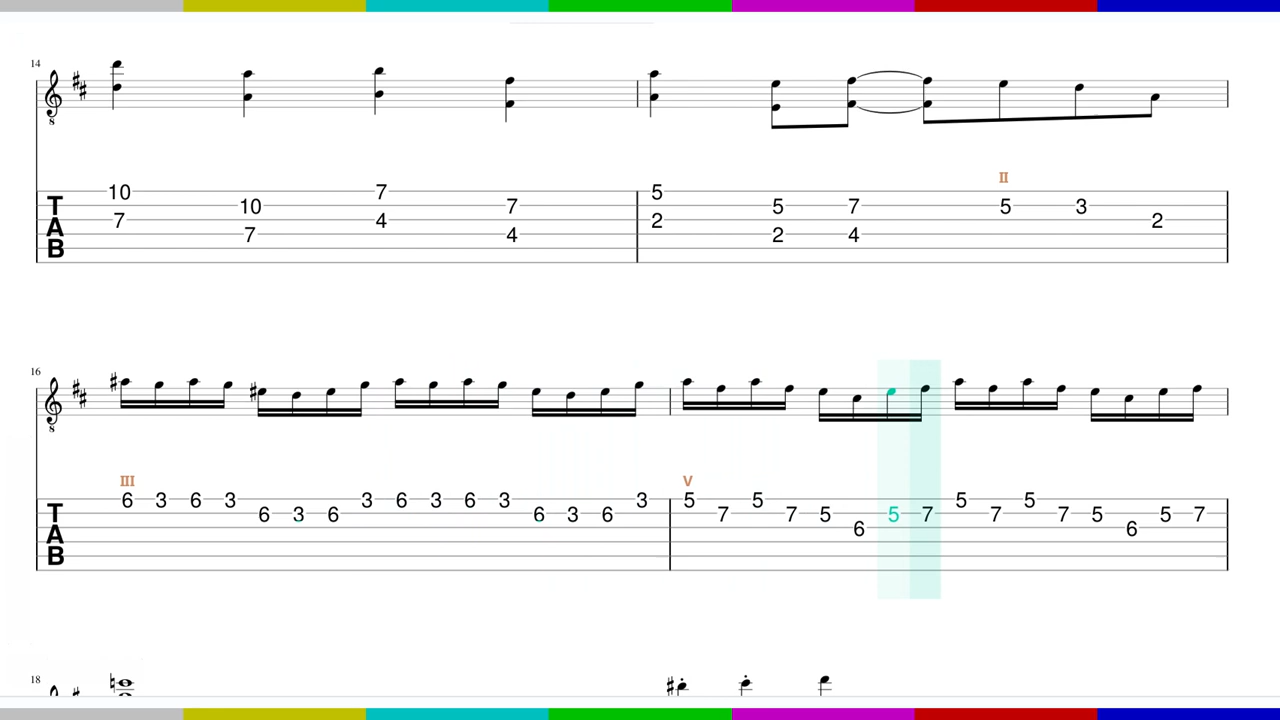 14
8
8
II
T 10 10 7 7 5 5 7 5 3
A 7 7 4 4 2 2 4 2
B
16
8
8
III V
T 6 3 6 3 6 3 6 3 6 3 6 3 6 3 6 3 5 7 5 7 5 6 5 7 5 7 5 7 5 6 5 7
A
B
18